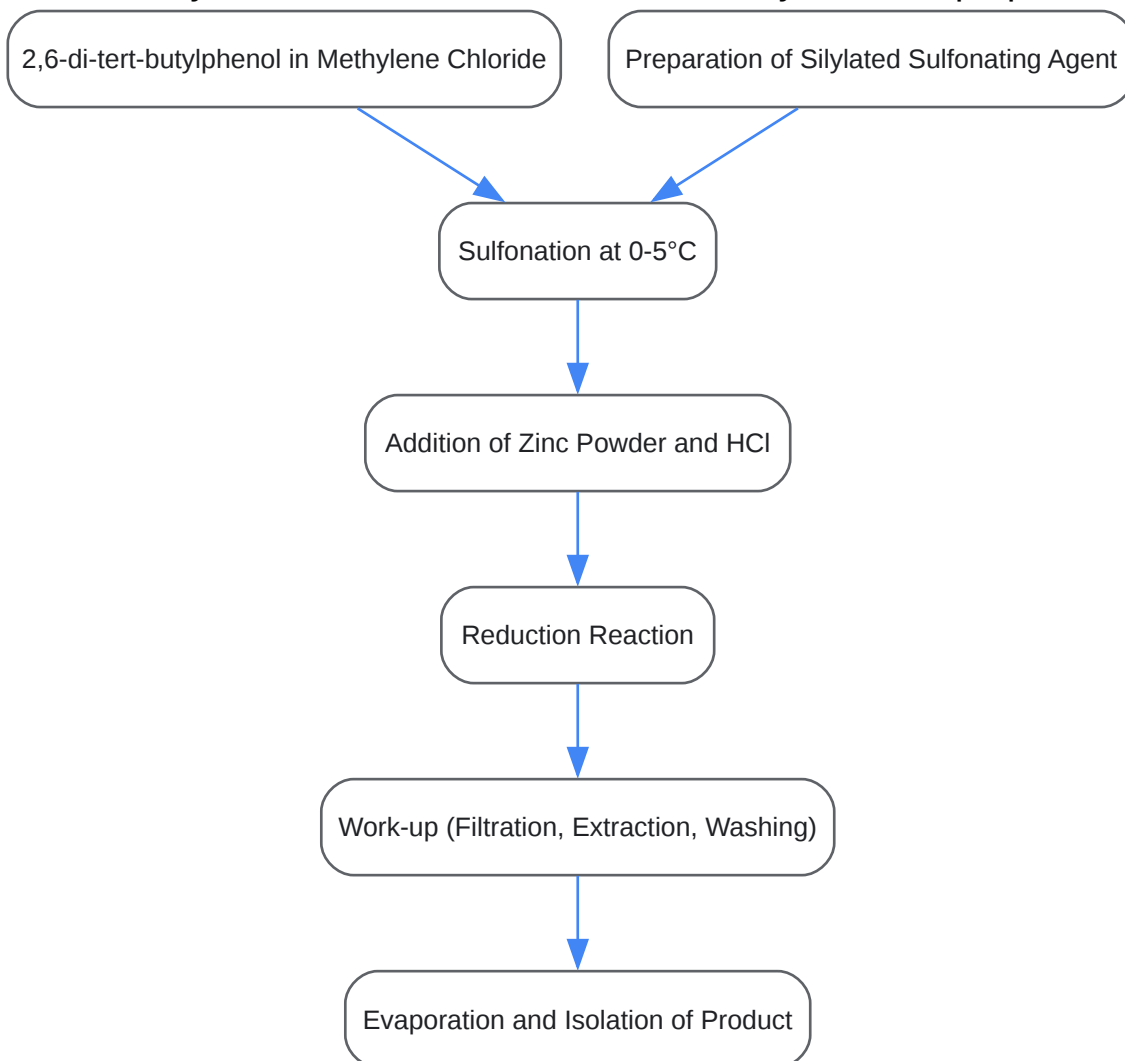 2,6-di-tert-butylphenol in Methylene Chloride
Preparation of Silylated Sulfonating Agent
Sulfonation at 0-5°C
Addition of Zinc Powder and HCl
Reduction Reaction
Work-up (Filtration, Extraction, Washing)
Evaporation and Isolation of Product